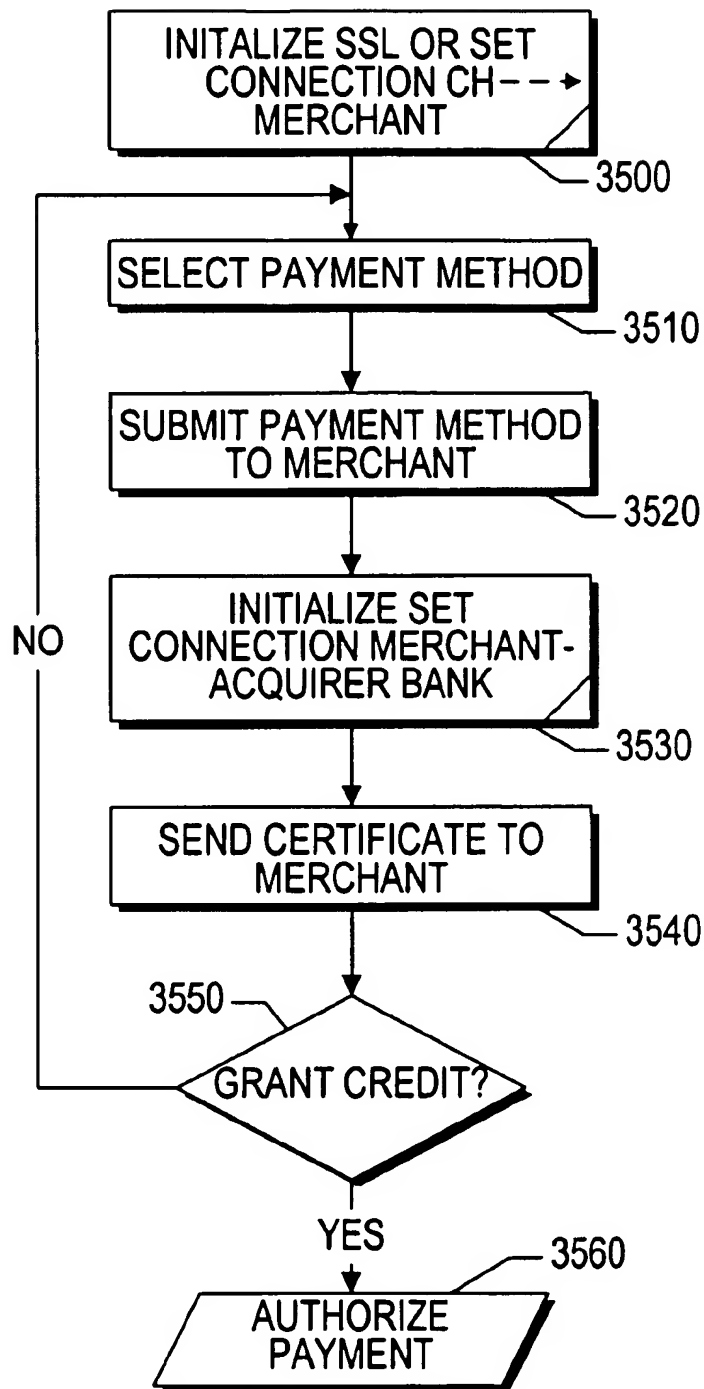 INITALIZE SSL OR SET
CONNECTION CH
MERCHANT
3500
SELECT PAYMENT METHOD
3510
SUBMIT PAYMENT METHOD
TO MERCHANT
3520
INITIALIZE SET
CONNECTION MERCHANT-
ACQUIRER BANK
3530
NO
SEND CERTIFICATE TO
MERCHANT
3540
3550
GRANT CREDIT?
YES
3560
AUTHORIZE
PAYMENT